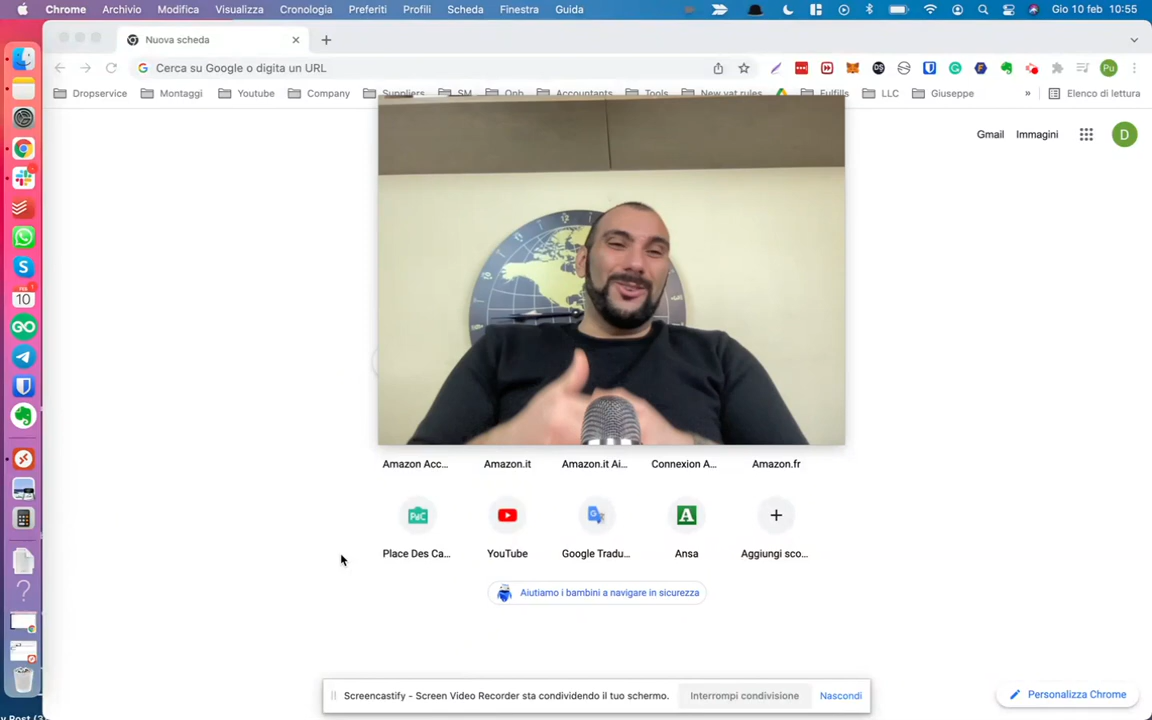 Chrome Archivio Modifica Visualizza Cronologia Preferiti Profili Scheda Finestra Guida Gio 10 feb 10:55
Nuova scheda
Cerca su Google o digita un URL
Dropservice Montaggi Youtube Company Suppliers SM Opb Accountants Tools New vat rules Fulfills LLC Giuseppe » Elenco di lettura
Gmail Immagini D
Amazon Acc... Amazon.it Amazon.it Ai... Connexion A... Amazon.fr
Place Des Ca... YouTube Google Tradu... Ansa Aggiungi sco...
Aiutiamo i bambini a navigare in sicurezza
Screencastify - Screen Video Recorder sta condividendo il tuo schermo. Interrompi condivisione Nascondi
Personalizza Chrome